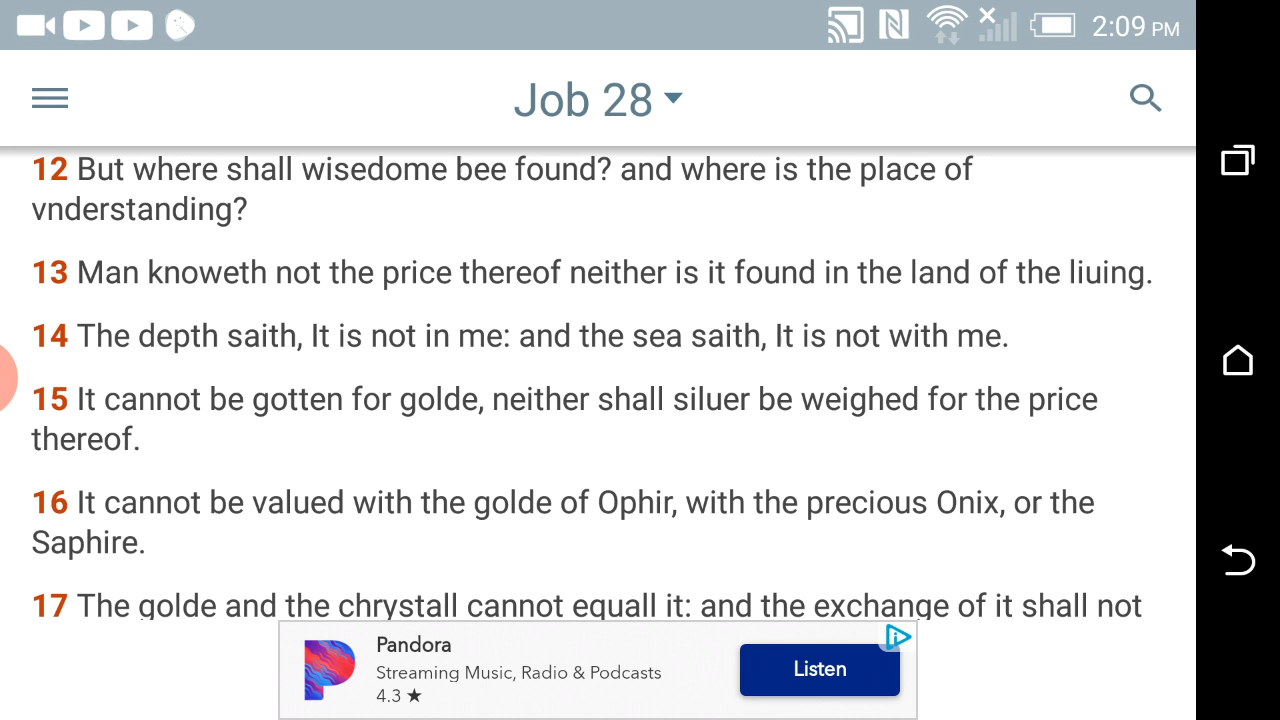 2:09 PM
Job 28
12 But where shall wisedome bee found? and where is the place of
vnderstanding?
13 Man knoweth not the price thereof neither is it found in the land of the liuing.
14 The depth saith, It is not in me: and the sea saith, It is not with me.
15 It cannot be gotten for golde, neither shall siluer be weighed for the price
thereof.
16 It cannot be valued with the golde of Ophir, with the precious Onix, or the
Saphire.
17 The golde and the chrystall cannot equall it: and the exchange of it shall not
Pandora
Streaming Music, Radio & Podcasts
4.3 ★
Listen